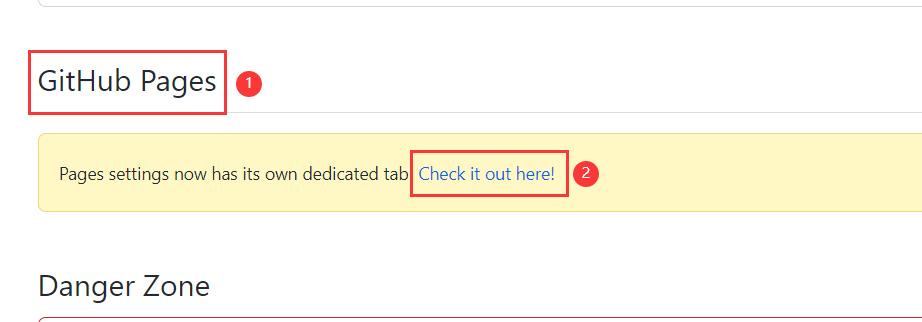 GitHub Pages 1
Pages settings now has its own dedicated tab Check it out here! 2
Danger Zone